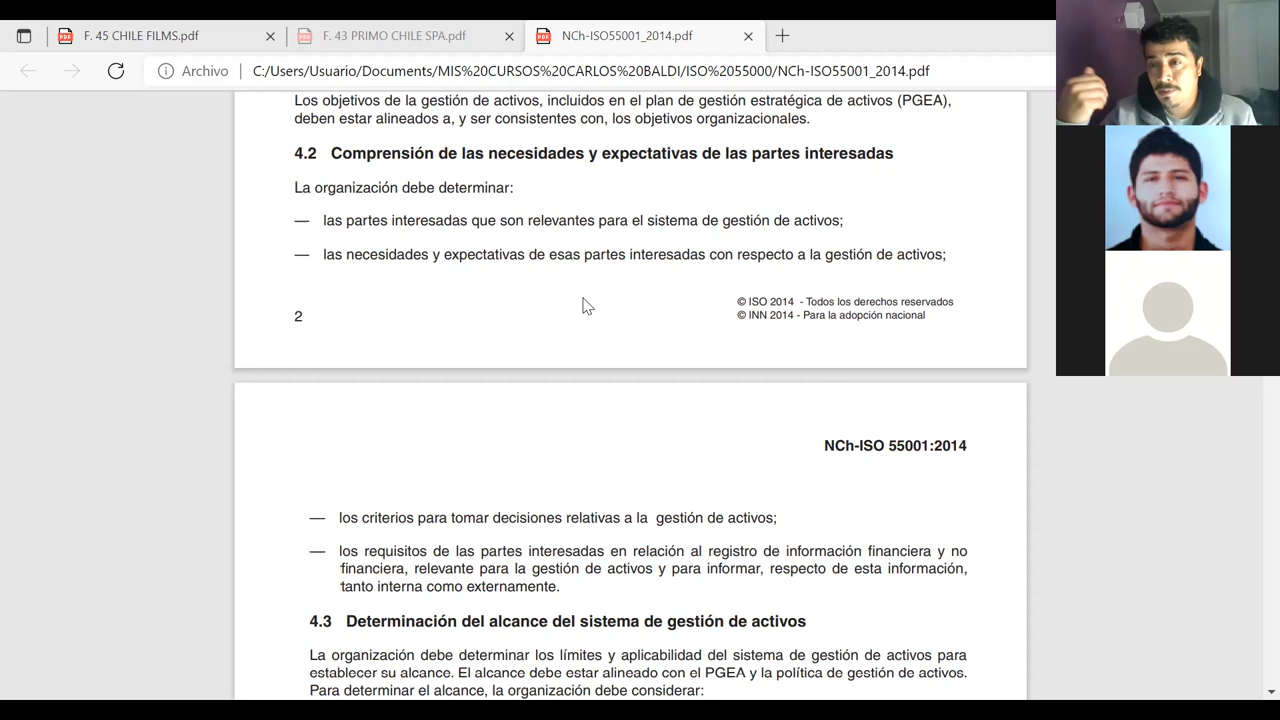 F. 45 CHILE FILMS.pdf
F. 43 PRIMO CHILE SPA.pdf
NCh-ISO55001_2014.pdf
Archivo
C:/Users/Usuario/Documents/MIS%20CURSOS%20CARLOS%20BALDI/ISO%2055000/NCh-ISO55001_2014.pdf
Los objetivos de la gestión de activos, incluidos en el plan de gestión estratégica de activos (PGEA),
deben estar alineados a, y ser consistentes con, los objetivos organizacionales.
4.2 Comprensión de las necesidades y expectativas de las partes interesadas
La organización debe determinar:
— las partes interesadas que son relevantes para el sistema de gestión de activos;
— las necesidades y expectativas de esas partes interesadas con respecto a la gestión de activos;
© ISO 2014 - Todos los derechos reservados
2
© INN 2014 - Para la adopción nacional
NCh-ISO 55001:2014
— los criterios para tomar decisiones relativas a la gestión de activos;
— los requisitos de las partes interesadas en relación al registro de información financiera y no
financiera, relevante para la gestión de activos y para informar, respecto de esta información,
tanto interna como externamente.
4.3 Determinación del alcance del sistema de gestión de activos
La organización debe determinar los límites y aplicabilidad del sistema de gestión de activos para
establecer su alcance. El alcance debe estar alineado con el PGEA y la política de gestión de activos.
Para determinar el alcance, la organización debe considerar: